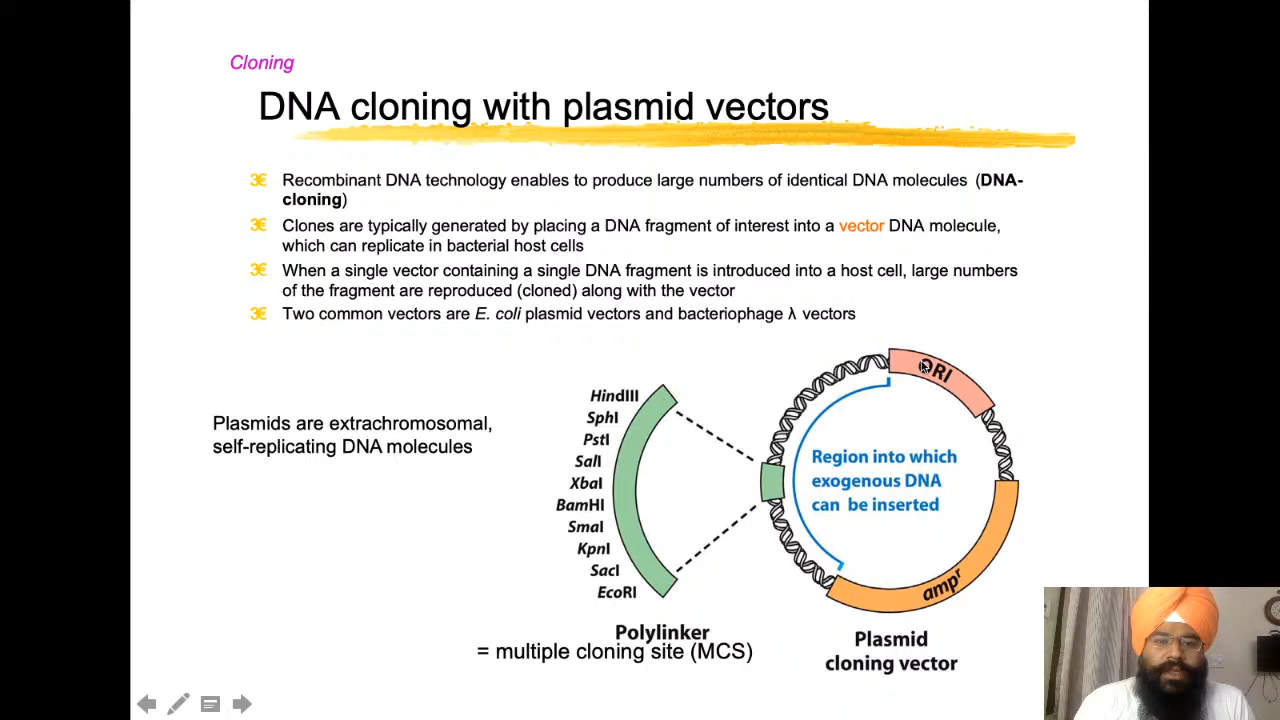 Cloning
DNA cloning with plasmid vectors
3€ Recombinant DNA technology enables to produce large numbers of identical DNA molecules (DNA-
cloning)
3€ Clones are typically generated by placing a DNA fragment of interest into a vector DNA molecule,
which can replicate in bacterial host cells
3€ When a single vector containing a single DNA fragment is introduced into a host cell, large numbers
of the fragment are reproduced (cloned) along with the vector
3€ Two common vectors are E. coli plasmid vectors and bacteriophage λ vectors
Plasmids are extrachromosomal,
self-replicating DNA molecules
HindIII
SphI
PstI
SalI
XbaI
BamHI
SmaI
KpnI
SacI
EcoRI
Polylinker
= multiple cloning site (MCS)
ORI
Region into which
exogenous DNA
can be inserted
ampʳ
Plasmid
cloning vector